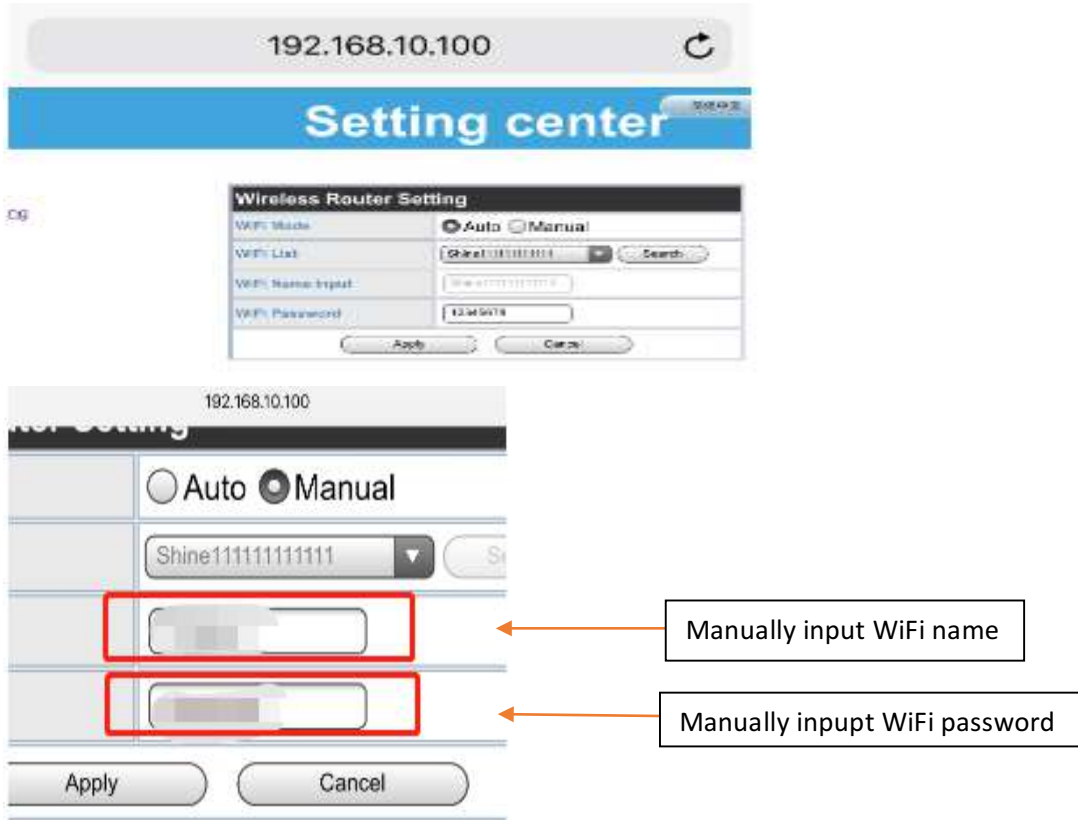 192.168.10.100
Setting center
Wireless Router Setting
WiFi Mode Auto Manual
WiFi List Shine111111111111 Search
WiFi Name Input
WiFi Password 12345678
Apply Cancel
192.168.10.100
Auto Manual
Shine111111111111
Manually input WiFi name
Manually inpupt WiFi password
Apply Cancel